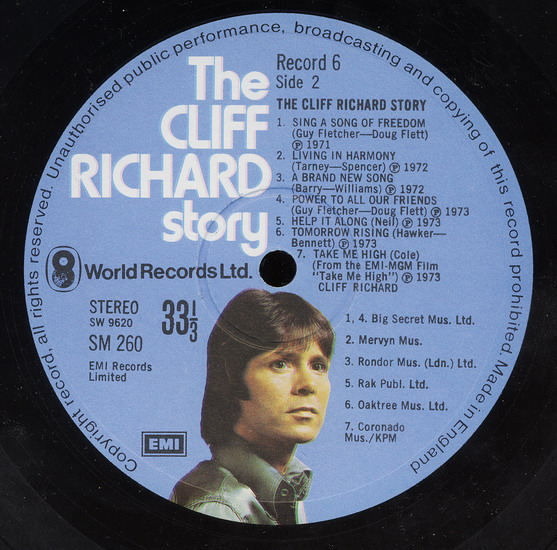 Copyright record, all rights reserved. Unauthorised public performance, broadcasting and copying of this record prohibited. Made in England
The
CLIFF
RICHARD
story
Record 6
Side 2
THE CLIFF RICHARD STORY
1. SING A SONG OF FREEDOM
(Guy Fletcher—Doug Flett)
Ⓟ 1971
2. LIVING IN HARMONY
(Tarney—Spencer) Ⓟ 1972
3. A BRAND NEW SONG
(Barry—Williams) Ⓟ 1972
4. POWER TO ALL OUR FRIENDS
(Guy Fletcher—Doug Flett) Ⓟ 1973
5. HELP IT ALONG (Neil) Ⓟ 1973
6. TOMORROW RISING (Hawker—
Bennett) Ⓟ 1973
7. TAKE ME HIGH (Cole)
(From the EMI-MGM Film
"Take Me High") Ⓟ 1973
CLIFF RICHARD
World Records Ltd.
STEREO
SW 9620
SM 260
33 1/3
EMI Records
Limited
1, 4. Big Secret Mus. Ltd.
2. Mervyn Mus.
3. Rondor Mus. (Ldn.) Ltd.
5. Rak Publ. Ltd.
6. Oaktree Mus. Ltd.
7. Coronado
Mus./KPM
EMI